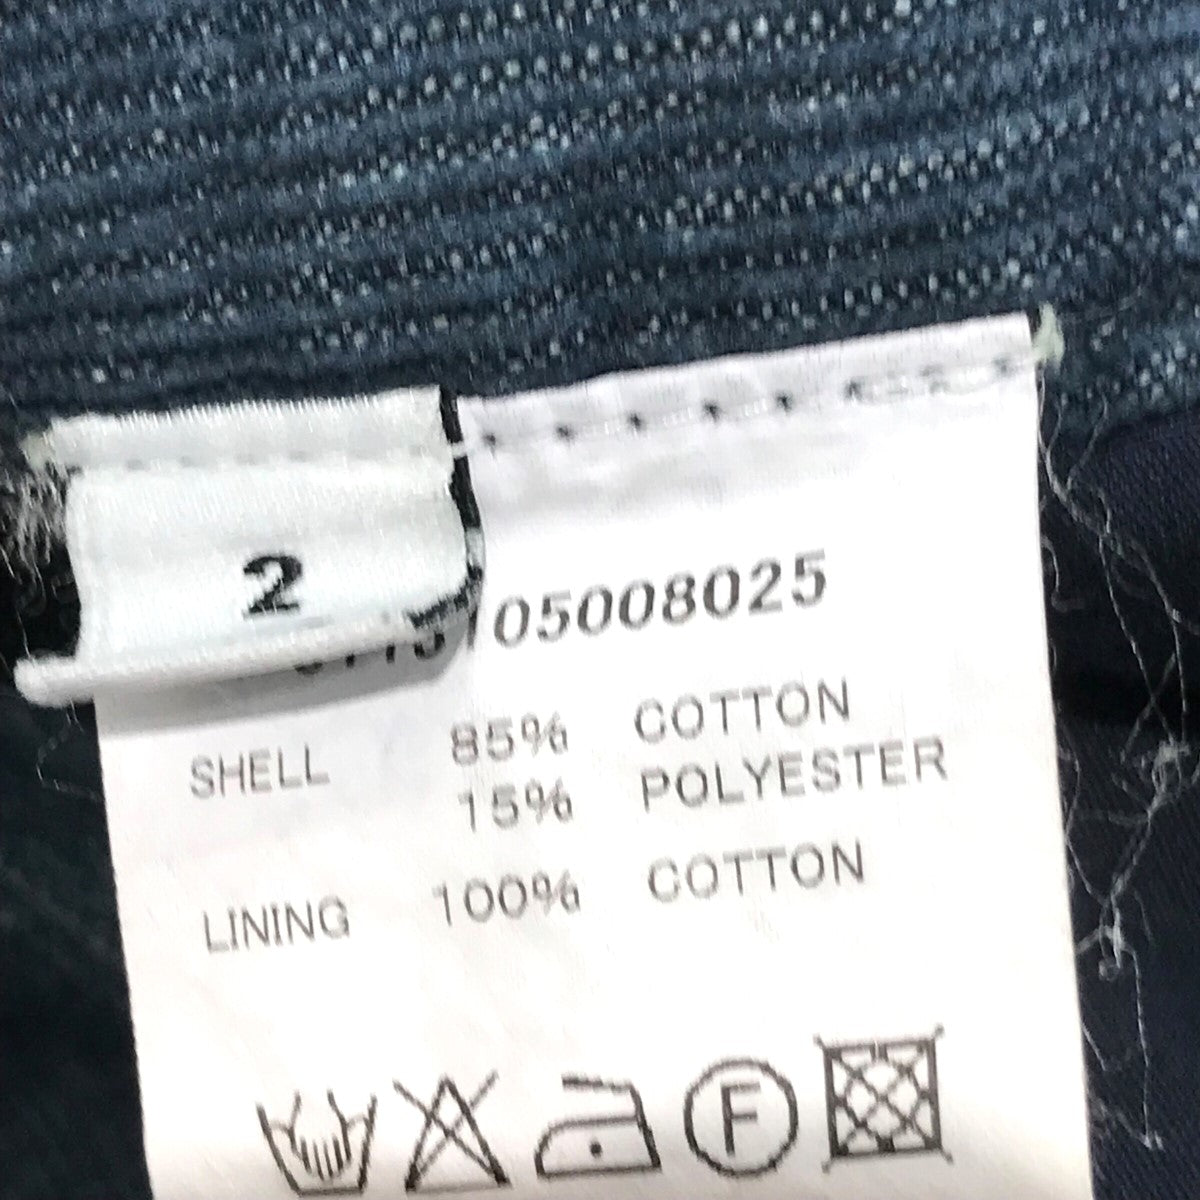 2
05008025
SHELL 85% COTTON
15% POLYESTER
LINING 100% COTTON
F